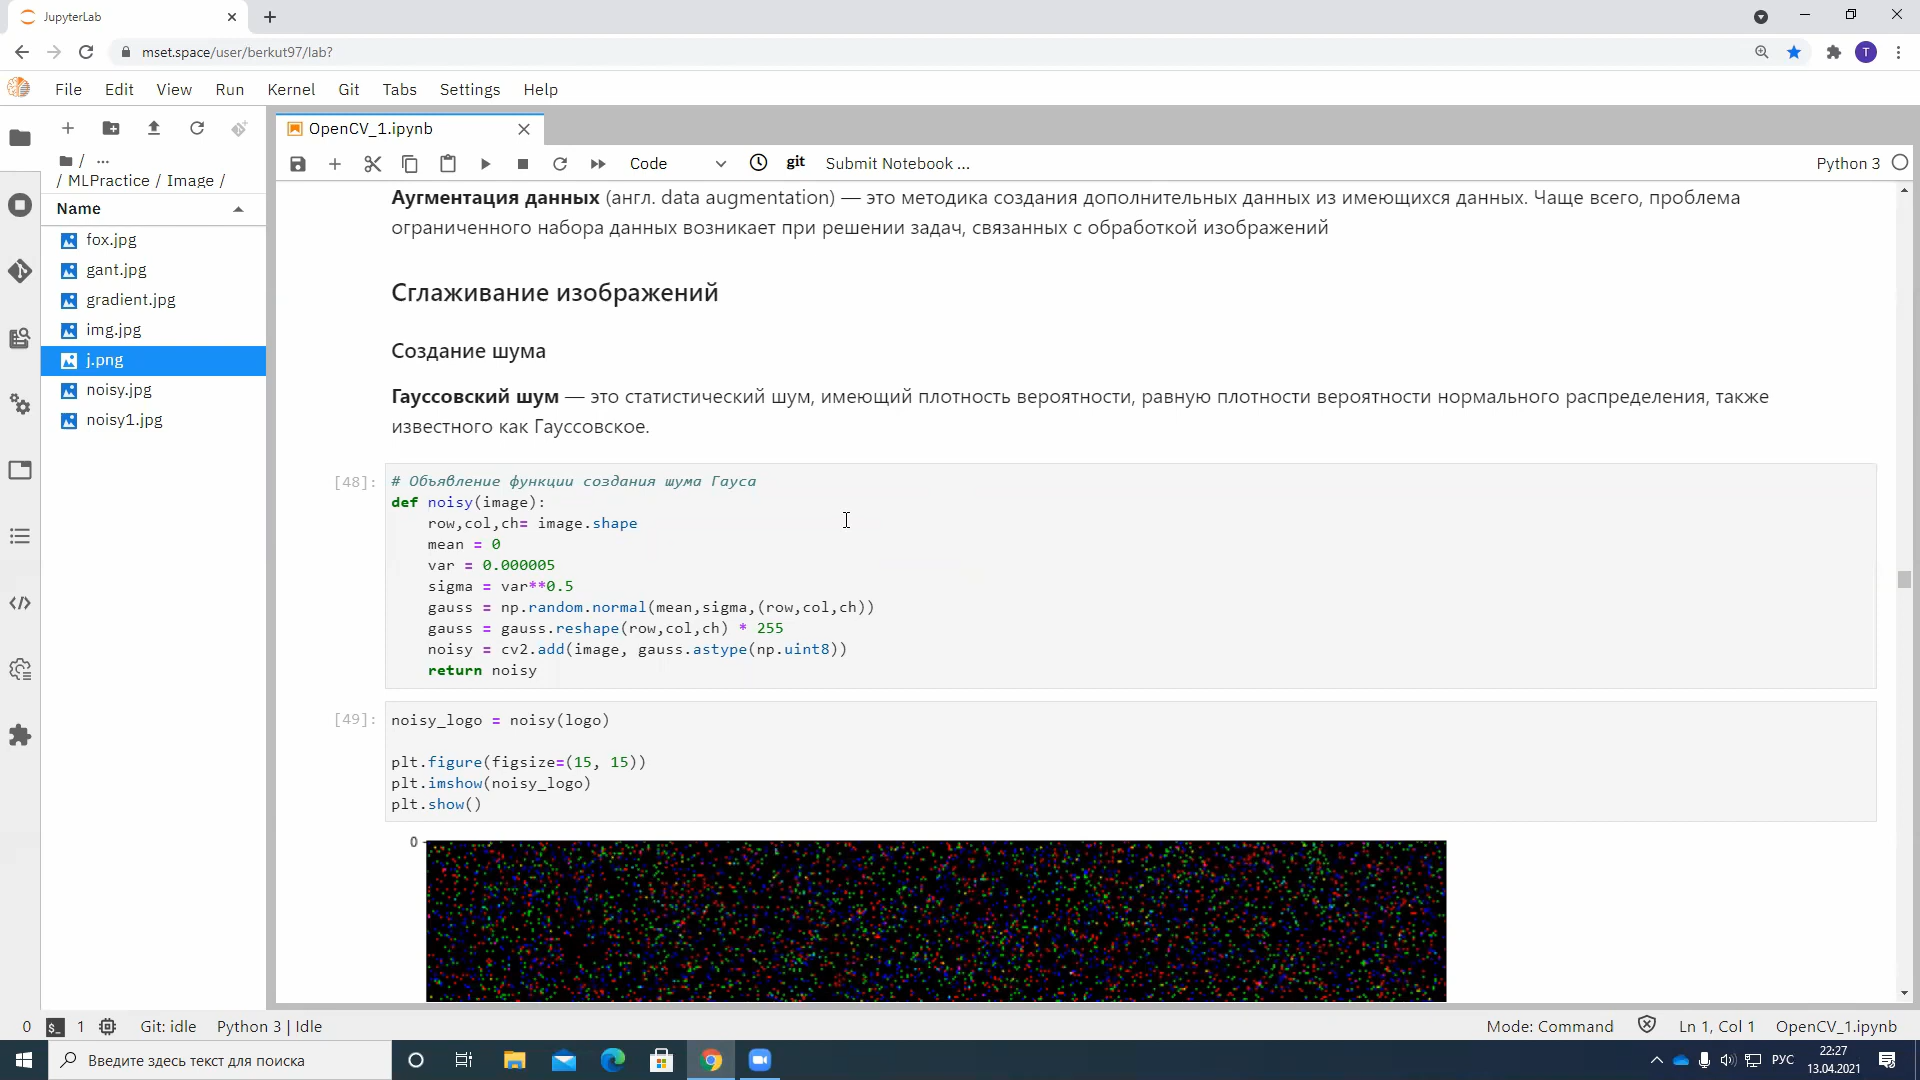 JupyterLab
mset.space/user/berkut97/lab?
T
File Edit View Run Kernel Git Tabs Settings Help
OpenCV_1.ipynb
/ ...
/ MLPractice / Image /
Code
git
Submit Notebook ...
Python 3
Name
fox.jpg
gant.jpg
gradient.jpg
img.jpg
j.png
noisy.jpg
noisy1.jpg
Аугментация данных (англ. data augmentation) — это методика создания дополнительных данных из имеющихся данных. Чаще всего, проблема
ограниченного набора данных возникает при решении задач, связанных с обработкой изображений
Сглаживание изображений
Создание шума
Гауссовский шум — это статистический шум, имеющий плотность вероятности, равную плотности вероятности нормального распределения, также
известного как Гауссовское.
[48]:
# Объявление функции создания шума Гауса
def noisy(image):
row,col,ch= image.shape
mean = 0
var = 0.000005
sigma = var**0.5
gauss = np.random.normal(mean,sigma,(row,col,ch))
gauss = gauss.reshape(row,col,ch) * 255
noisy = cv2.add(image, gauss.astype(np.uint8))
return noisy
[49]:
noisy_logo = noisy(logo)
plt.figure(figsize=(15, 15))
plt.imshow(noisy_logo)
plt.show()
0
0 $_ 1 Git: idle Python 3 | Idle
Mode: Command Ln 1, Col 1 OpenCV_1.ipynb
Введите здесь текст для поиска
РУС
22:27
13.04.2021